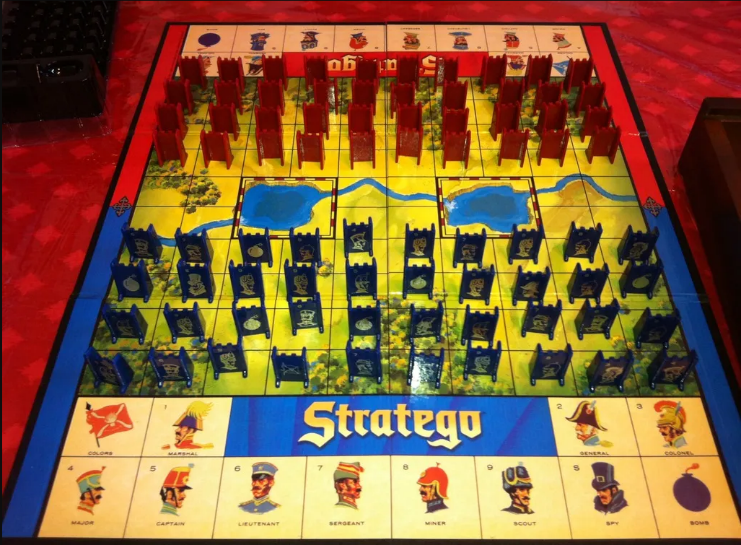 Stratego
Stratego
COLORS
1
MARSHAL
2
GENERAL
3
COLONEL
4
MAJOR
5
CAPTAIN
6
LIEUTENANT
7
SERGEANT
8
MINER
9
SCOUT
S
SPY
BOMB